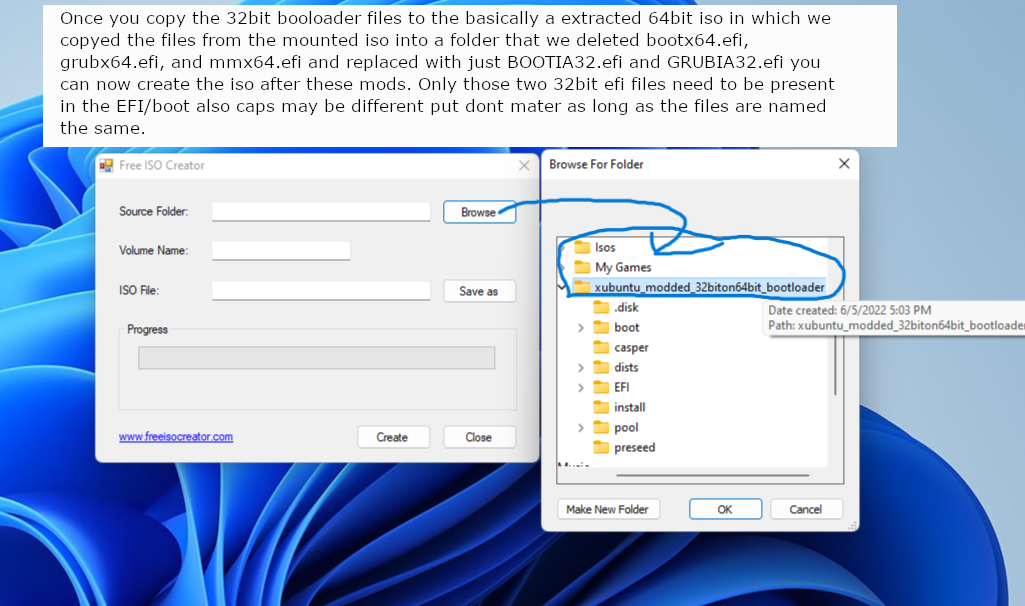 Once you copy the 32bit booloader files to the basically a extracted 64bit iso in which we
copyed the files from the mounted iso into a folder that we deleted bootx64.efi,
grubx64.efi, and mmx64.efi and replaced with just BOOTIA32.efi and GRUBIA32.efi you
can now create the iso after these mods. Only those two 32bit efi files need to be present
in the EFI/boot also caps may be different put dont mater as long as the files are named
the same.
Free ISO Creator
Source Folder:
Browse
Volume Name:
ISO File:
Save as
Progress
www.freeisocreator.com
Create
Close
Browse For Folder
Isos
My Games
xubuntu_modded_32biton64bit_bootloader
Date created: 6/5/2022 5:03 PM
Path: xubuntu_modded_32biton64bit_bootloader
.disk
boot
casper
dists
EFI
install
pool
preseed
Make New Folder
OK
Cancel